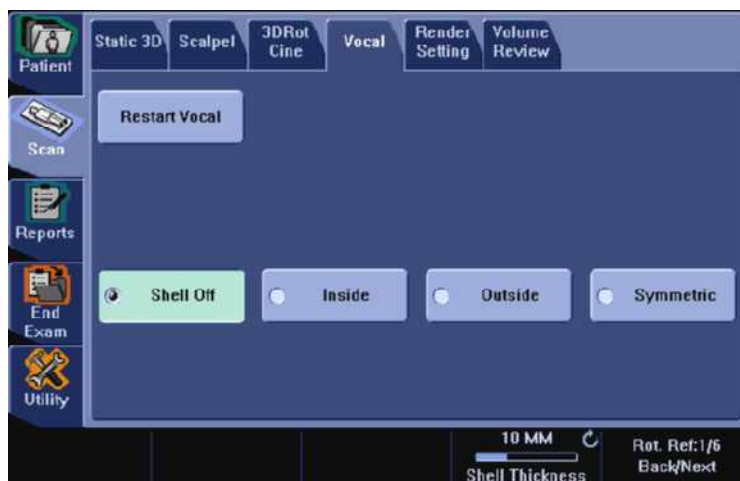 Patient
Static 3D
Scalpel
3DRot
Cine
Vocal
Render
Setting
Volume
Review
Restart Vocal
Scan
Reports
Shell Off
Inside
Outside
Symmetric
End
Exam
Utility
10 MM
Shell Thickness
Rot. Ref:1/6
Back/Next